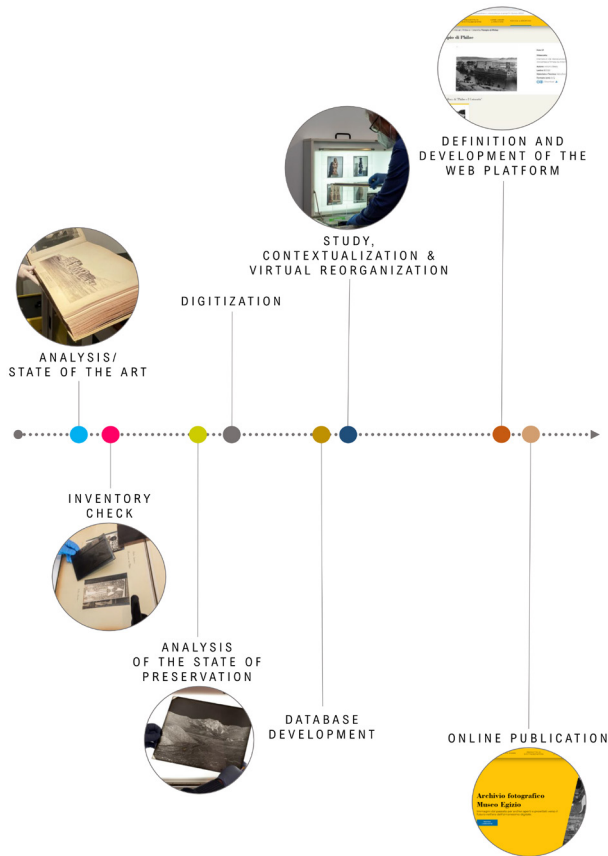 DEFINITION AND
DEVELOPMENT OF THE
WEB PLATFORM
STUDY,
CONTEXTUALIZATION &
VIRTUAL REORGANIZATION
DIGITIZATION
ANALYSIS/
STATE OF THE ART
INVENTORY
CHECK
ANALYSIS
OF THE STATE OF
PRESERVATION
DATABASE
DEVELOPMENT
ONLINE PUBLICATION
Archivio fotografico
Museo Egizio